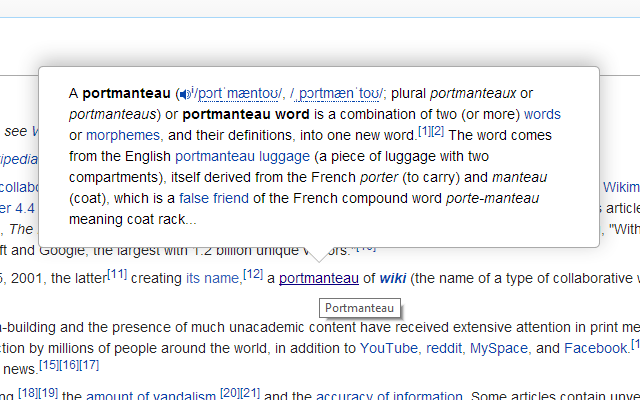 A portmanteau (/pɔrtˈmæntoʊ/, /ˌpɔrtmænˈtoʊ/; plural portmanteaux or
portmanteaus) or portmanteau word is a combination of two (or more) words
or morphemes, and their definitions, into one new word.[1][2] The word comes
from the English portmanteau luggage (a piece of luggage with two
compartments), itself derived from the French porter (to carry) and manteau
(coat), which is a false friend of the French compound word porte-manteau
meaning coat rack...
see
collabo
Wikim
er 4.4
s article
The
"With
ft and Google, the largest with 1.2 billion unique
5, 2001, the latter[11] creating its name,[12] a portmanteau of wiki (the name of a type of collaborative
Portmanteau
-building and the presence of much unacademic content have received extensive attention in print me
ction by millions of people around the world, in addition to YouTube, reddit, MySpace, and Facebook.
news.[15][16][17]
ng [18][19] the amount of vandalism [20][21] and the accuracy of information. Some articles contain unve